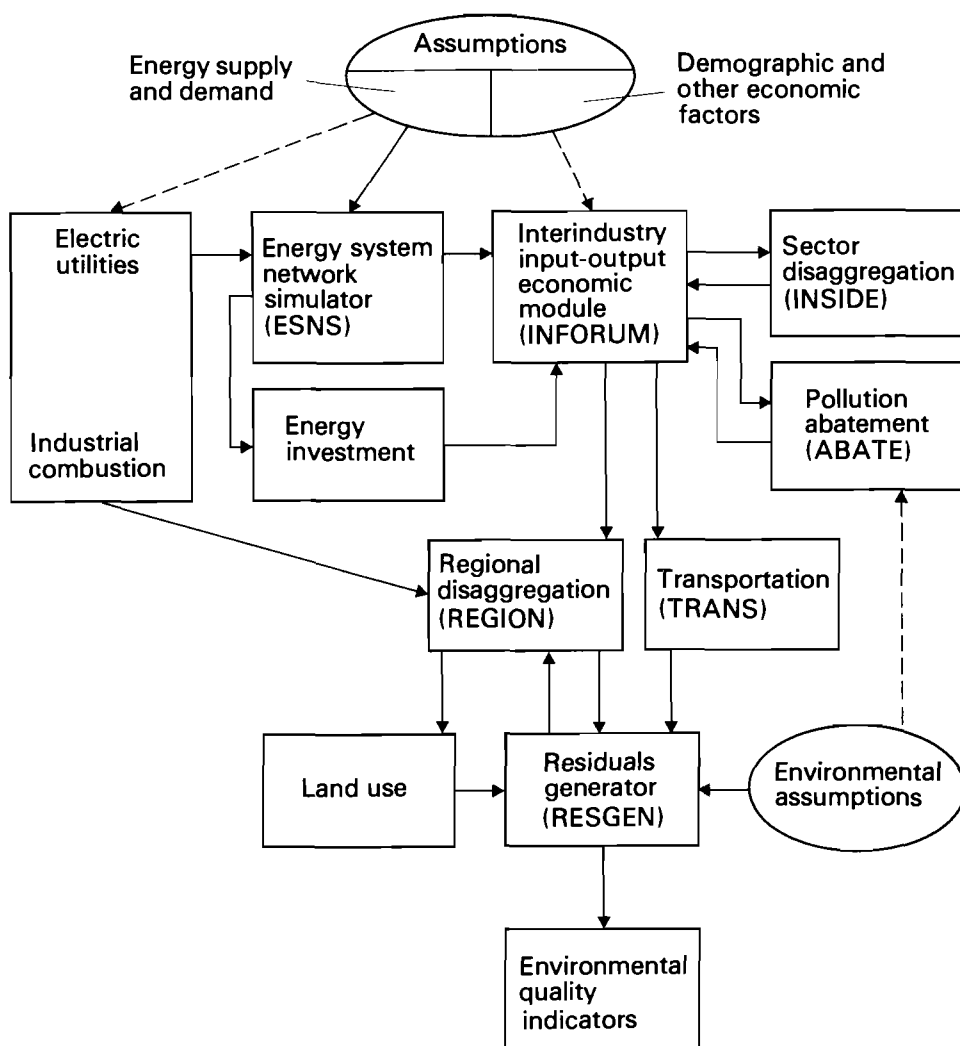 Assumptions
Energy supply
and demand
Demographic and
other economic
factors
Electric
utilities
Industrial
combustion
Energy system
network
simulator
(ESNS)
Interindustry
input-output
economic
module
(INFORUM)
Sector
disaggregation
(INSIDE)
Energy
investment
Pollution
abatement
(ABATE)
Regional
disaggregation
(REGION)
Transportation
(TRANS)
Land use
Residuals
generator
(RESGEN)
Environmental
assumptions
Environmental
quality
indicators